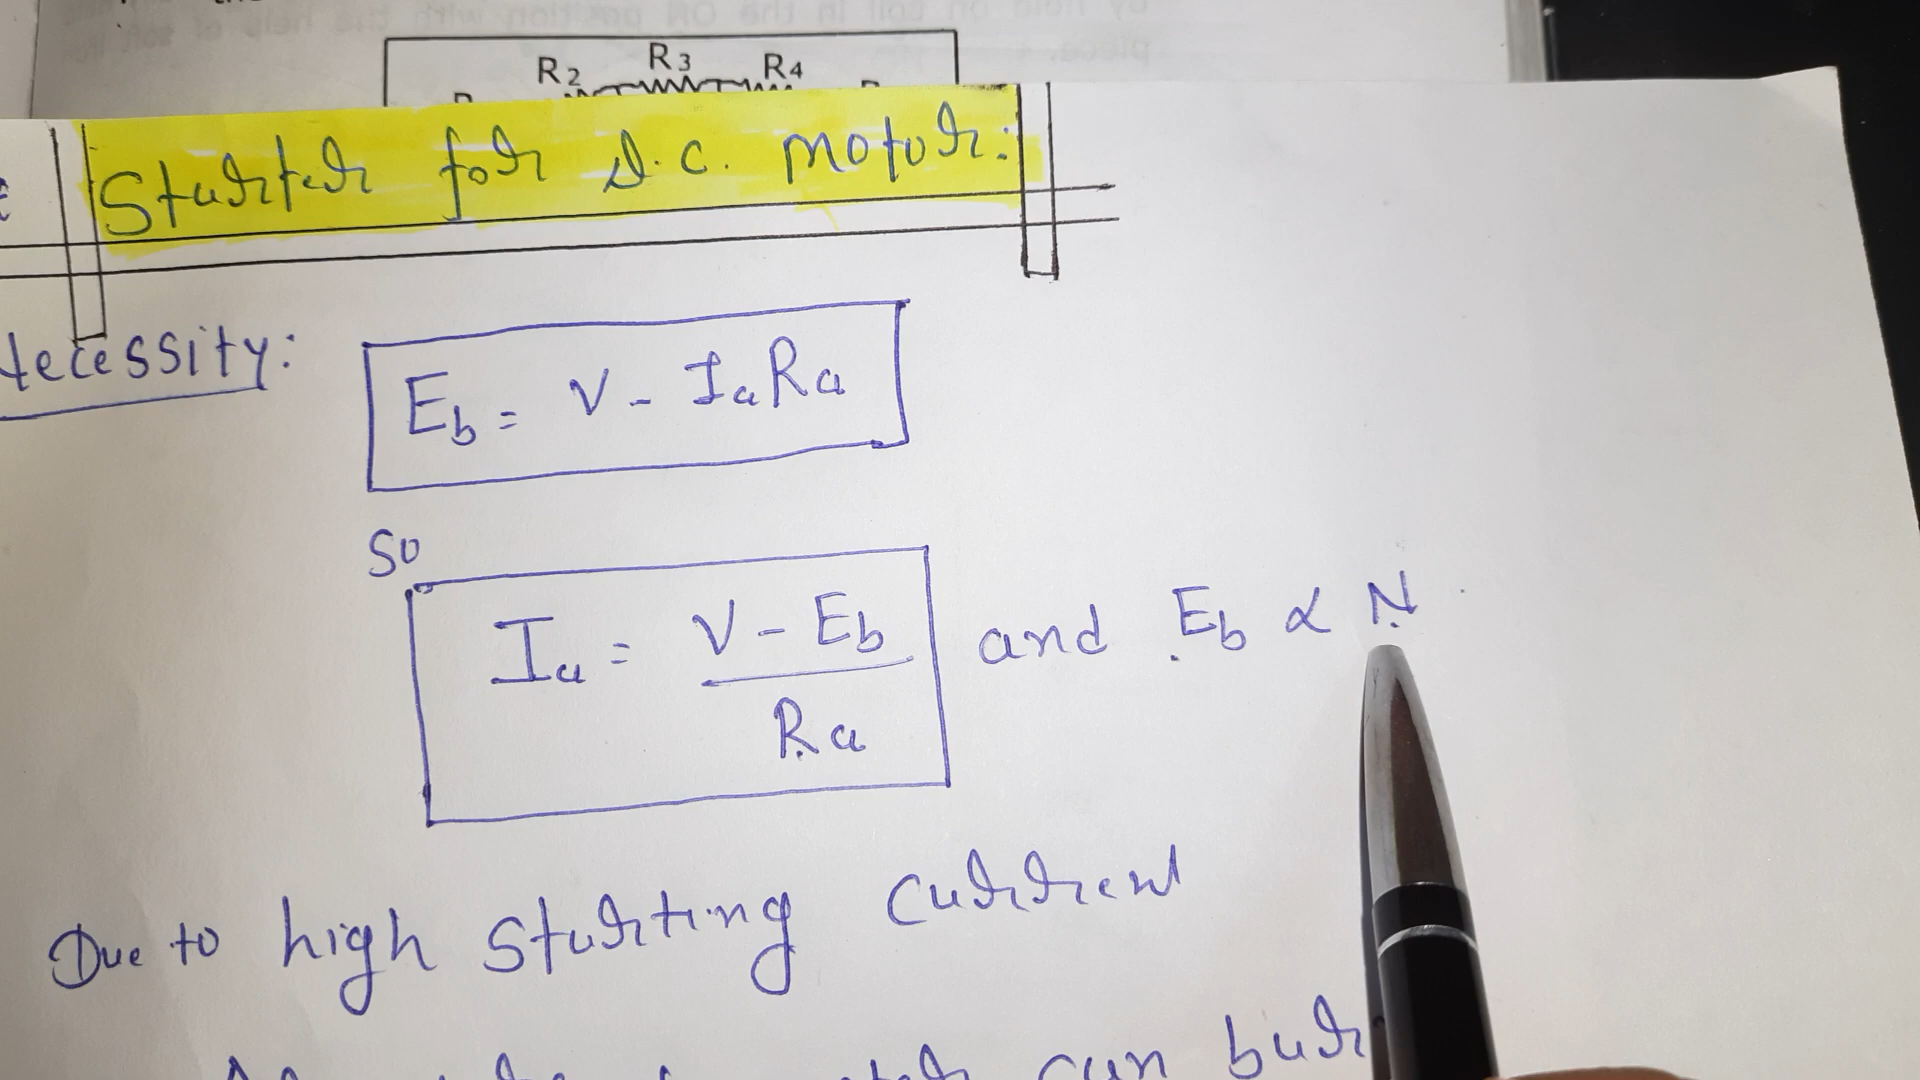 R2 R3 R4
Starter for D.C. motor:
Necessity:
Eb = V - IaRa
So
Ia = V - Eb / Ra and Eb ∝ N
Due to high starting current
can bur